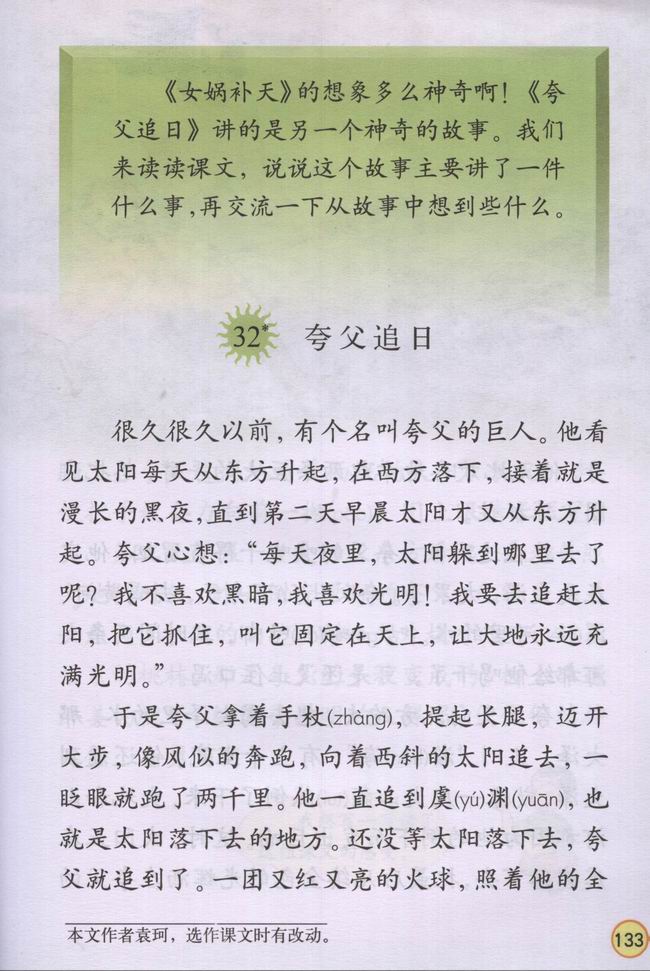 《女娲补天》的想象多么神奇啊！《夸
父追日》讲的是另一个神奇的故事。我们
来读读课文，说说这个故事主要讲了一件
什么事，再交流一下从故事中想到些什么。
32* 夸父追日
很久很久以前，有个名叫夸父的巨人。他看
见太阳每天从东方升起，在西方落下，接着就是
漫长的黑夜，直到第二天早晨太阳才又从东方升
起。夸父心想：“每天夜里，太阳躲到哪里去了
呢？我不喜欢黑暗，我喜欢光明！我要去追赶太
阳，把它抓住，叫它固定在天上，让大地永远充
满光明。”
于是夸父拿着手杖(zhàng)，提起长腿，迈开
大步，像风似的奔跑，向着西斜的太阳追去，一
眨眼就跑了两千里。他一直追到虞(yú)渊(yuān)，也
就是太阳落下去的地方。还没等太阳落下去，夸
父就追到了。一团又红又亮的火球，照着他的全
本文作者袁珂，选作课文时有改动。
133